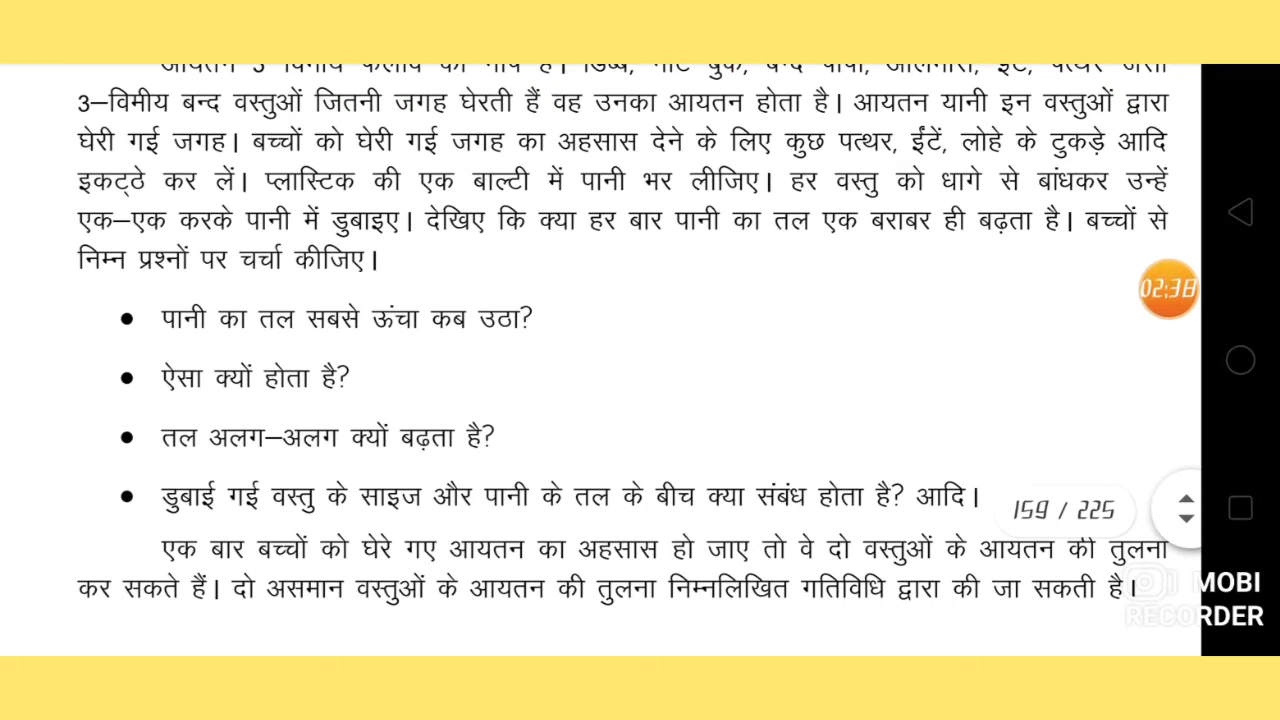 3–विमीय बन्द वस्तुओं जितनी जगह घेरती हैं वह उनका आयतन होता है। आयतन यानी इन वस्तुओं द्वारा
घेरी गई जगह। बच्चों को घेरी गई जगह का अहसास देने के लिए कुछ पत्थर, ईंटें, लोहे के टुकड़े आदि
इकट्ठे कर लें। प्लास्टिक की एक बाल्टी में पानी भर लीजिए। हर वस्तु को धागे से बांधकर उन्हें
एक–एक करके पानी में डुबाइए। देखिए कि क्या हर बार पानी का तल एक बराबर ही बढ़ता है। बच्चों से
निम्न प्रश्नों पर चर्चा कीजिए।
02:38
• पानी का तल सबसे ऊंचा कब उठा?
• ऐसा क्यों होता है?
• तल अलग–अलग क्यों बढ़ता है?
• डुबाई गई वस्तु के साइज और पानी के तल के बीच क्या संबंध होता है? आदि।
159 / 225
एक बार बच्चों को घेरे गए आयतन का अहसास हो जाए तो वे दो वस्तुओं के आयतन की तुलना
कर सकते हैं। दो असमान वस्तुओं के आयतन की तुलना निम्नलिखित गतिविधि द्वारा की जा सकती है।
MOBI
RECORDER